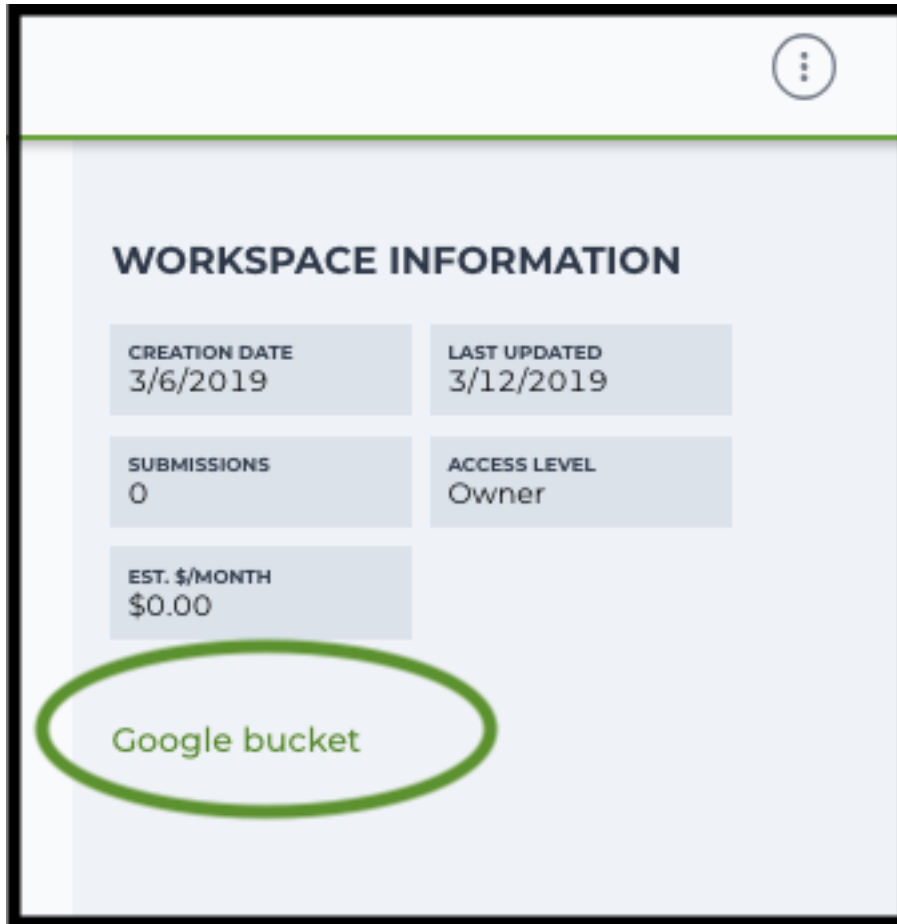 WORKSPACE INFORMATION
CREATION DATE
3/6/2019
LAST UPDATED
3/12/2019
SUBMISSIONS
0
ACCESS LEVEL
Owner
EST. $/MONTH
$0.00
Google bucket